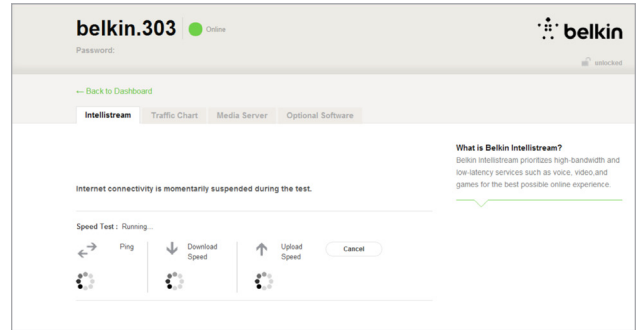 belkin.303 Online
belkin
Password:
unlocked
← Back to Dashboard
Intellistream Traffic Chart Media Server Optional Software
What is Belkin Intellistream?
Belkin Intellistream prioritizes high-bandwidth and
low-latency services such as voice, video,and
games for the best possible online experience.
Internet connectivity is momentarily suspended during the test.
Speed Test : Running...
Ping
Download
Speed
Upload
Speed
Cancel